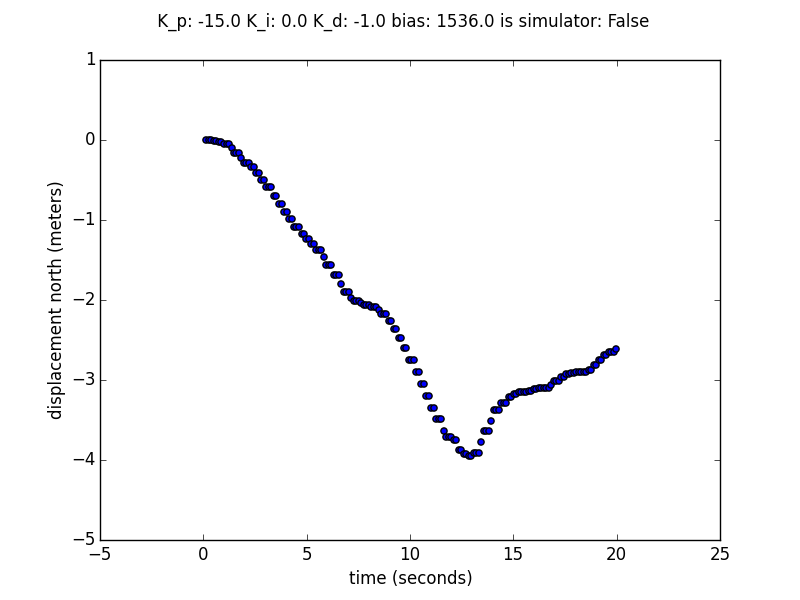 K_p: -15.0 K_i: 0.0 K_d: -1.0 bias: 1536.0 is simulator: False
1
0
−1
−2
−3
−4
−5
displacement north (meters)
−5 0 5 10 15 20 25
time (seconds)